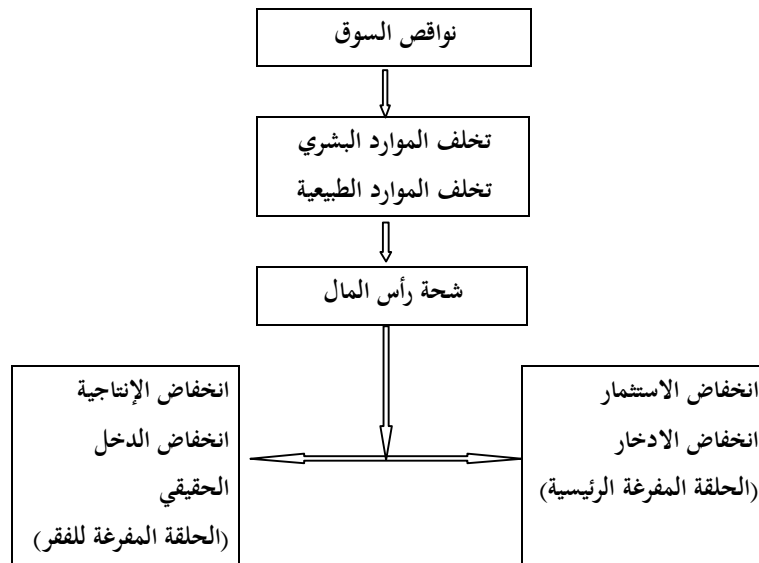 نواقص السوق
تخلف الموارد البشري
تخلف الموارد الطبيعية
شحة رأس المال
انخفاض الاستثمار
انخفاض الادخار
(الحلقة المفرغة الرئيسية)
انخفاض الإنتاجية
انخفاض الدخل
الحقيقي
(الحلقة المفرغة للفقر)